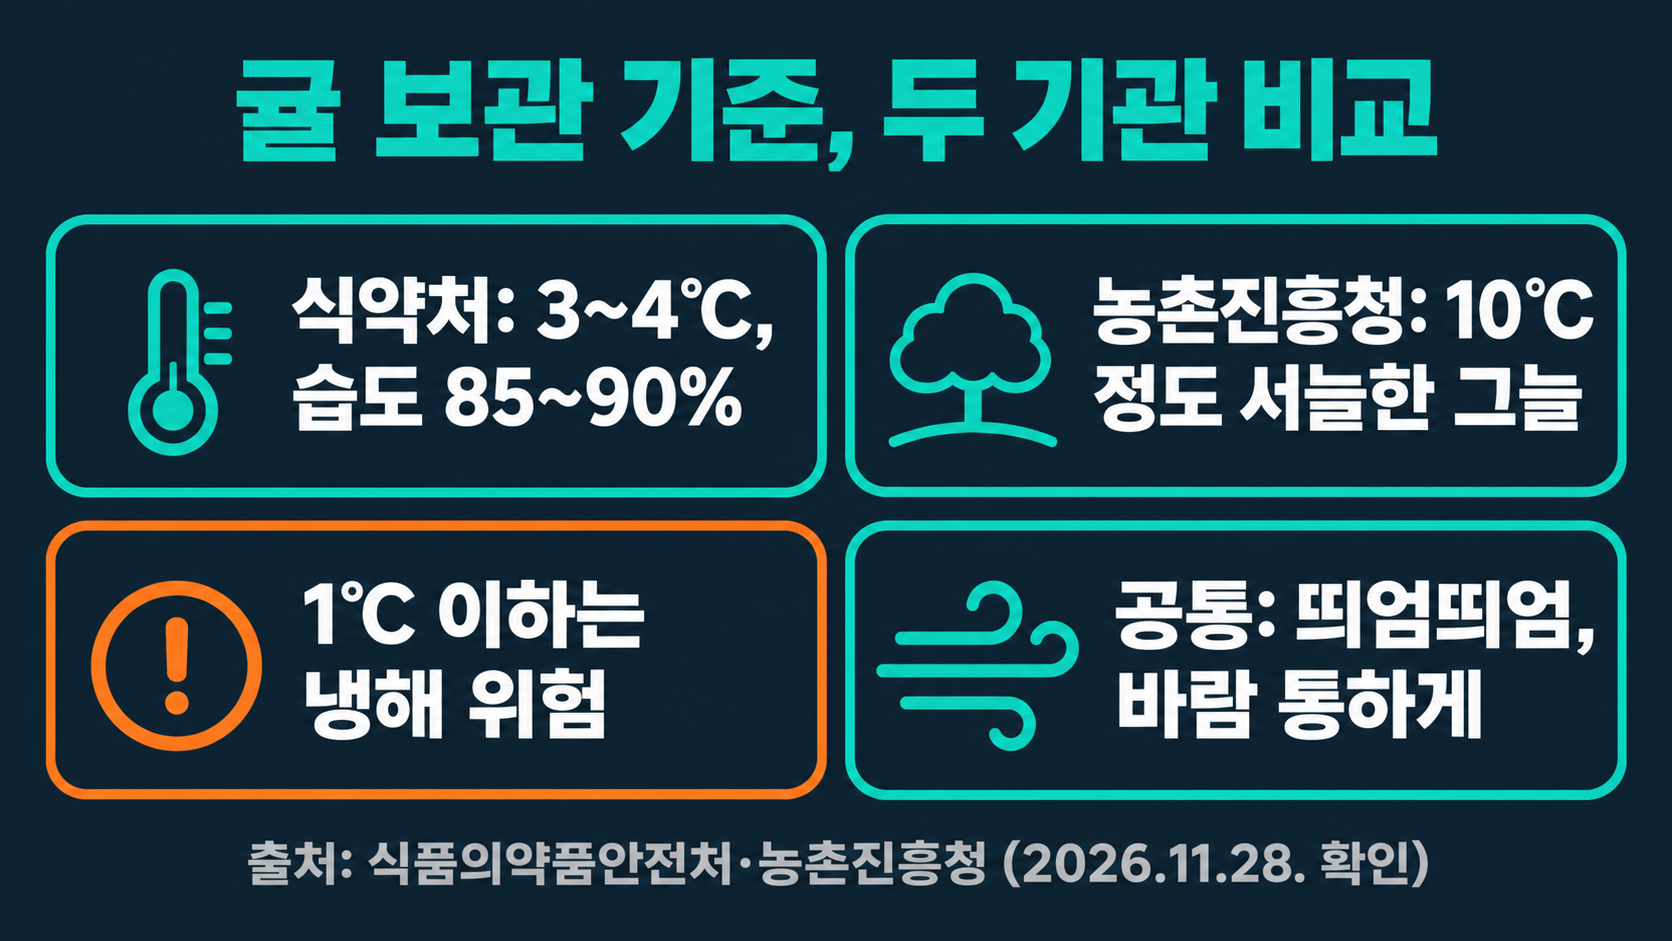 귤 보관 기준, 두 기관 비교
식약처: 3~4℃,
습도 85~90%
농촌진흥청: 10℃
정도 서늘한 그늘
1℃ 이하는
냉해 위험
공통: 띄엄띄엄,
바람 통하게
출처: 식품의약품안전처·농촌진흥청 (2026.11.28. 확인)